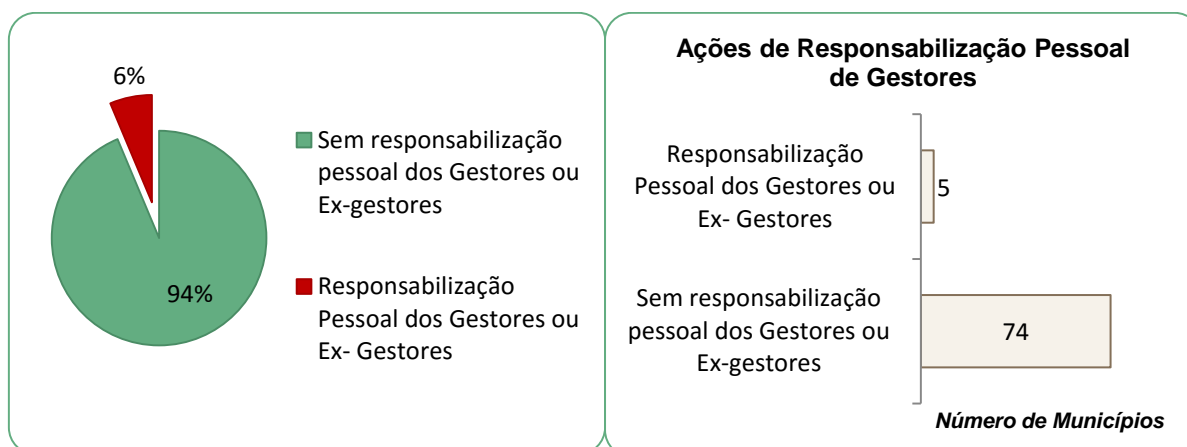 6%
94%
Sem responsabilização
pessoal dos Gestores ou
Ex-gestores
Responsabilização
Pessoal dos Gestores ou
Ex- Gestores
Ações de Responsabilização Pessoal
de Gestores
Responsabilização
Pessoal dos Gestores ou
Ex- Gestores
5
Sem responsabilização
pessoal dos Gestores ou
Ex-gestores
74
Número de Municípios